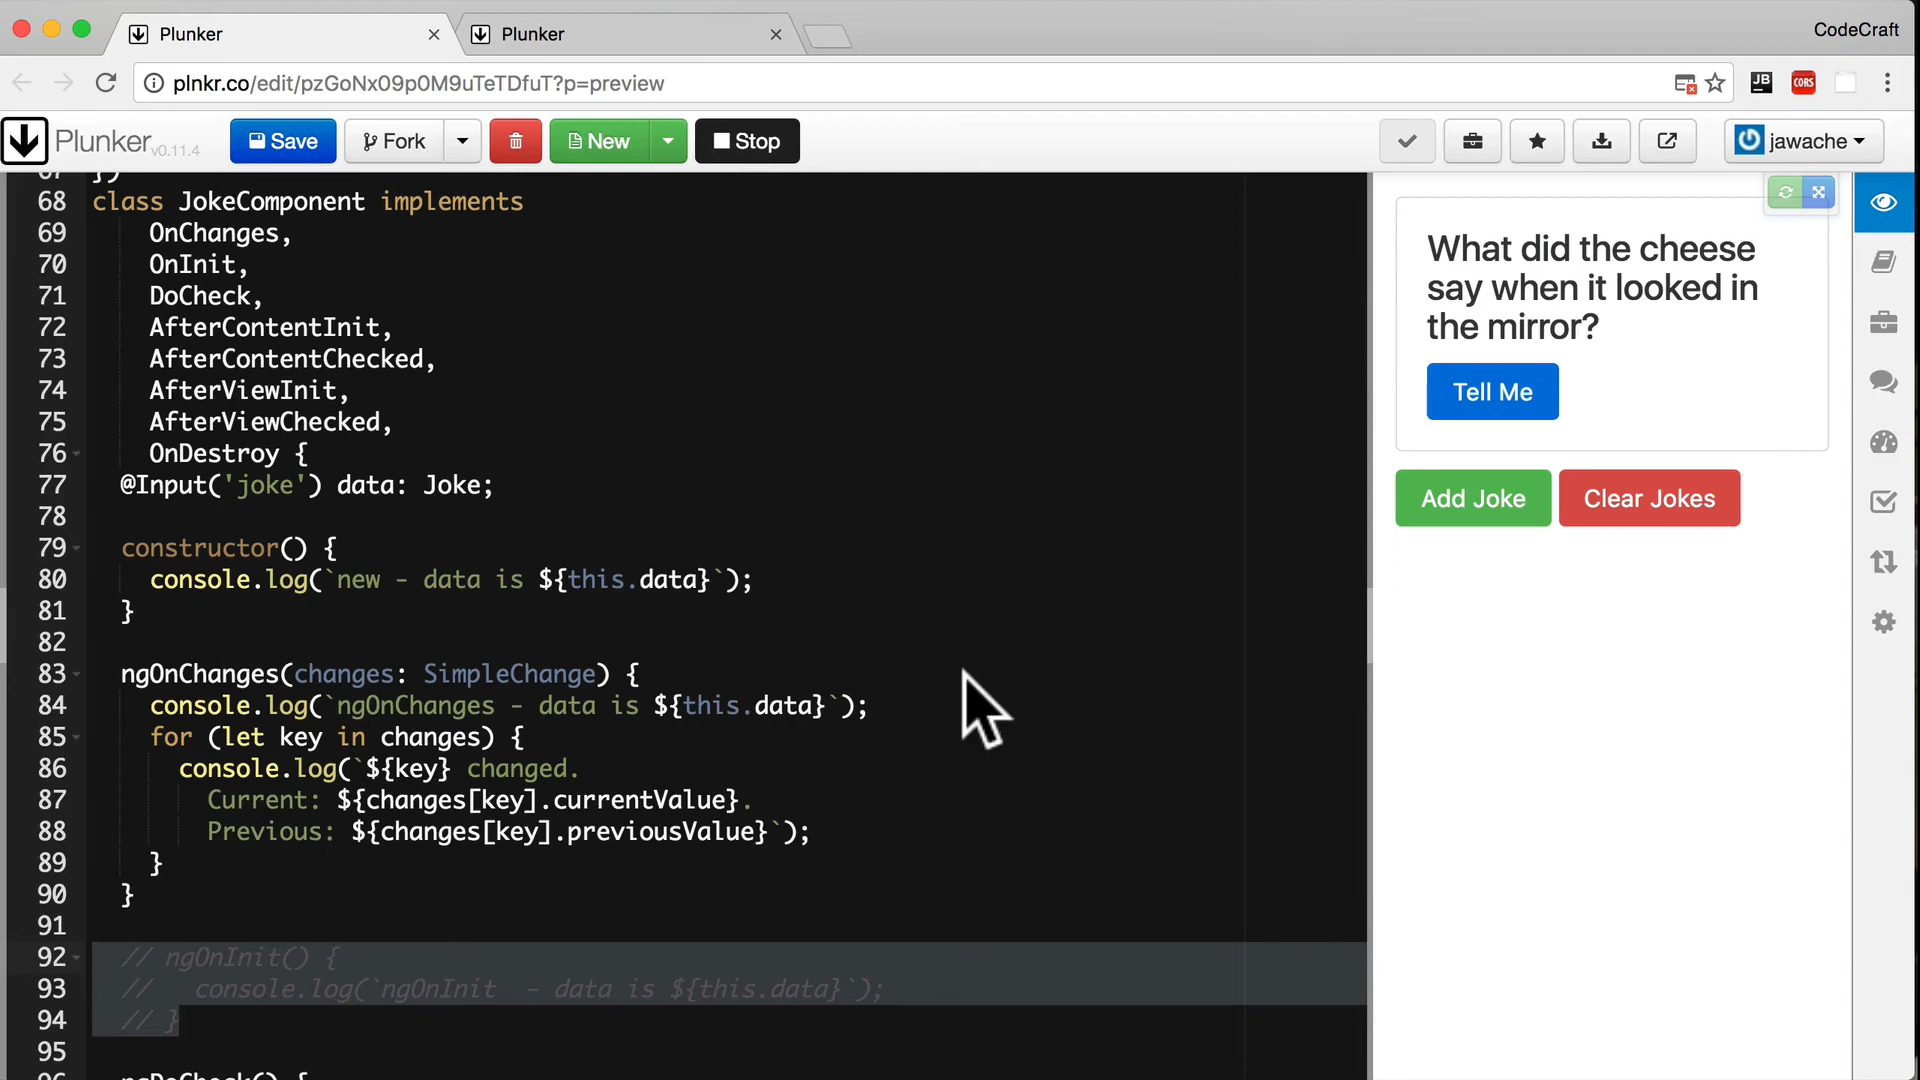 Plunker
Plunker
CodeCraft
plnkr.co/edit/pzGoNx09p0M9uTeTDfuT?p=preview
JB
CORS
Plunker v0.11.4
Save
Fork
New
Stop
jawache
67 })
68 class JokeComponent implements
69 OnChanges,
70 OnInit,
71 DoCheck,
72 AfterContentInit,
73 AfterContentChecked,
74 AfterViewInit,
75 AfterViewChecked,
76 OnDestroy {
77 @Input('joke') data: Joke;
78
79 constructor() {
80 console.log(`new - data is ${this.data}`);
81 }
82
83 ngOnChanges(changes: SimpleChange) {
84 console.log(`ngOnChanges - data is ${this.data}`);
85 for (let key in changes) {
86 console.log(`${key} changed.
87 Current: ${changes[key].currentValue}.
88 Previous: ${changes[key].previousValue}`);
89 }
90 }
91
92 // ngOnInit() {
93 // console.log(`ngOnInit - data is ${this.data}`);
94 // }
95
96 ngDoCheck() {
What did the cheese
say when it looked in
the mirror?
Tell Me
Add Joke
Clear Jokes